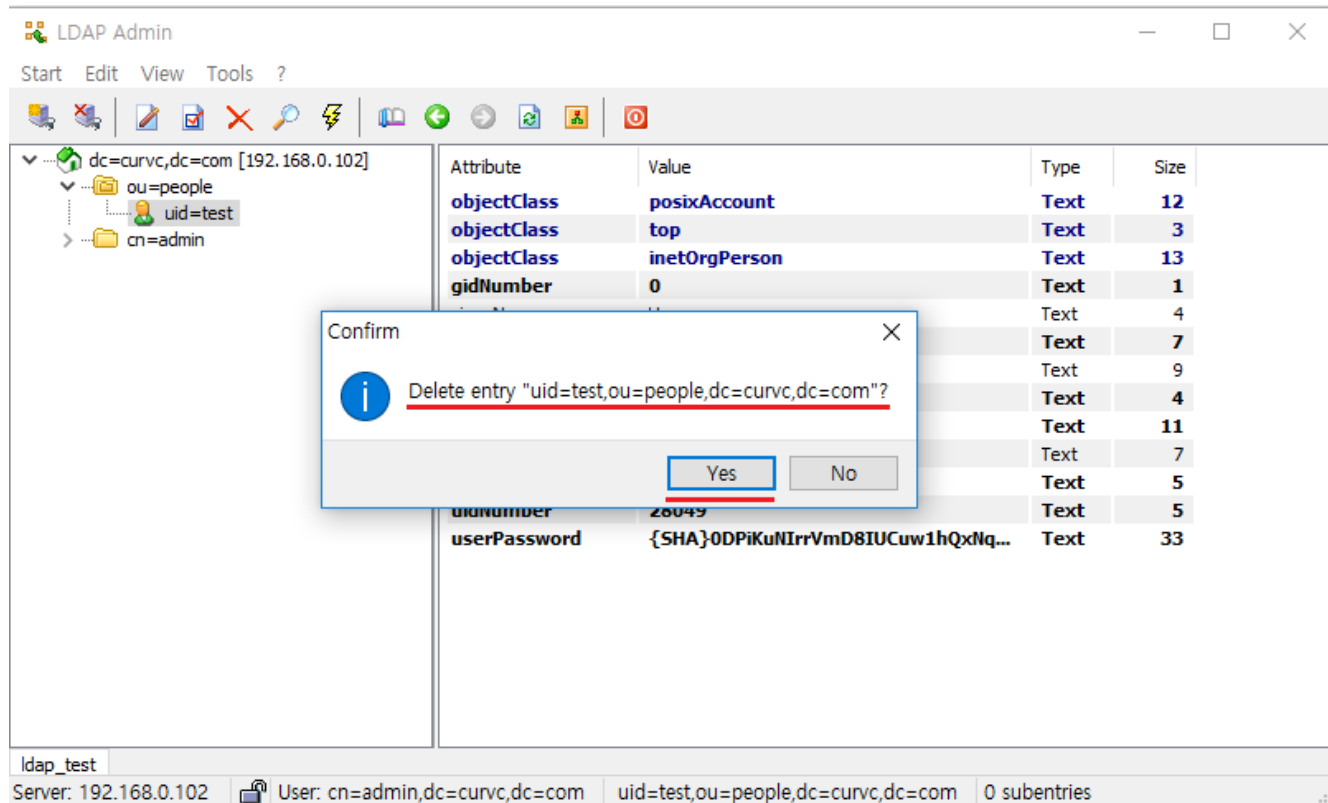 LDAP Admin
Start Edit View Tools ?
dc=curvc,dc=com [192.168.0.102]
ou=people
uid=test
cn=admin
Attribute Value Type Size
objectClass posixAccount Text 12
objectClass top Text 3
objectClass inetOrgPerson Text 13
gidNumber 0 Text 1
Text 4
Text 7
Text 9
Text 4
Text 11
Text 7
Text 5
uidNumber 28049 Text 5
userPassword {SHA}0DPiKuNIrrVmD8IUCuw1hQxNq... Text 33
Confirm
Delete entry "uid=test,ou=people,dc=curvc,dc=com"?
Yes No
ldap_test
Server: 192.168.0.102 User: cn=admin,dc=curvc,dc=com uid=test,ou=people,dc=curvc,dc=com 0 subentries